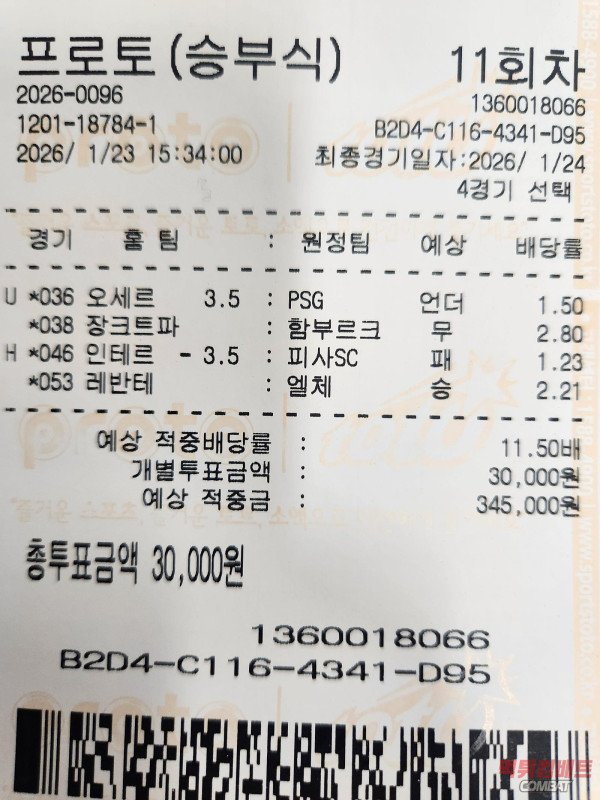 프로토(승부식) 11회차
2026-0096 1360018066
1201-18784-1 B2D4-C116-4341-D95
2026/ 1/23 15:34:00 최종경기일자:2026/ 1/24
4경기 선택
경기 홈 팀 : 원정팀 예상 배당률
U *036 오세르 3.5 : PSG 언더 1.50
*038 장크트파 : 함부르크 무 2.80
H *046 인테르 - 3.5 : 피사SC 패 1.23
*053 레반테 : 엘체 승 2.21
예상 적중배당률 : 11.50배
개별투표금액 : 30,000원
예상 적중금 : 345,000원
총투표금액 30,000원
1360018066
B2D4-C116-4341-D95
COMBAT